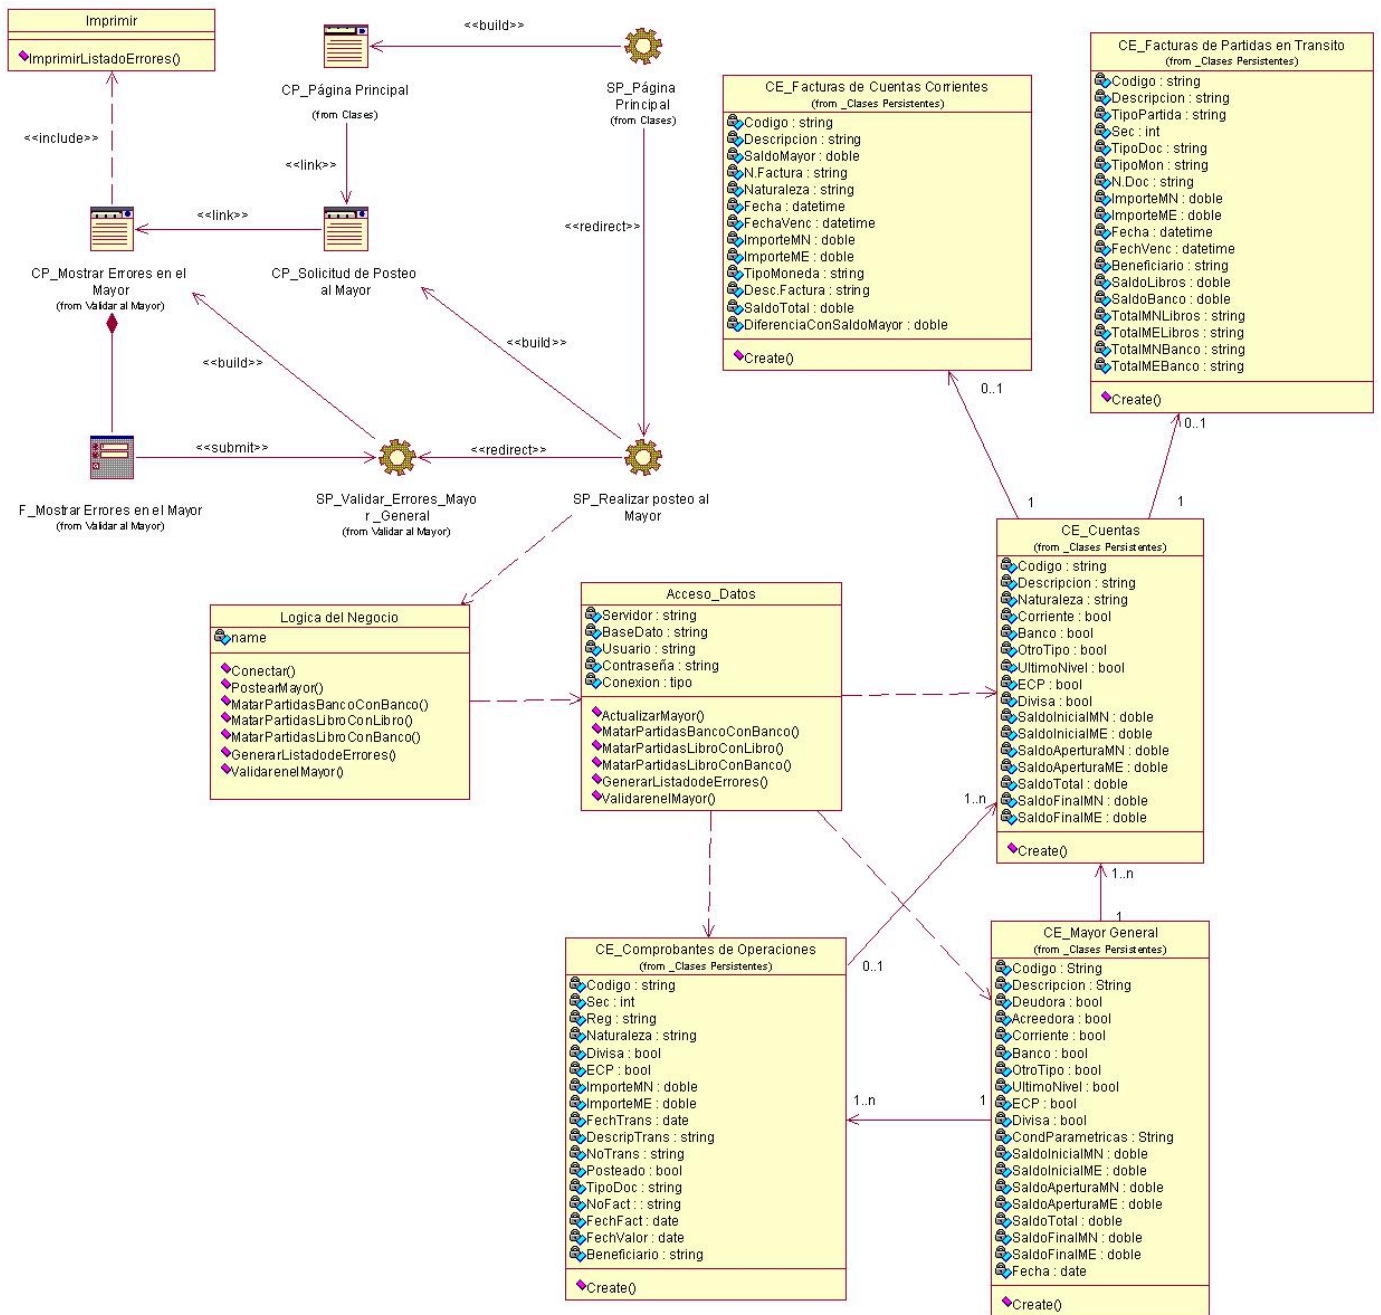 Imprimir
ImprimirListadoErrores()
<<build>>
CP_Página Principal
(from Clases)
SP_Página
Principal
(from Clases)
<<include>>
<<link>>
<<link>>
<<redirect>>
CP_Mostrar Errores en el
Mayor
(from Validar al Mayor)
CP_Solicitud de Posteo
al Mayor
<<build>>
<<build>>
<<submit>>
<<redirect>>
F_Mostrar Errores en el Mayor
(from Validar al Mayor)
SP_Validar_Errores_Mayo
r_General
(from Validar al Mayor)
SP_Realizar posteo al
Mayor
CE_Facturas de Cuentas Corrientes
(from _Clases Persistentes)
Codigo : string
Descripcion : string
SaldoMayor : doble
N.Factura : string
Naturaleza : string
Fecha : datetime
FechaVenc : datetime
ImporteMN : doble
ImporteME : doble
TipoMoneda : string
Desc.Factura : string
SaldoTotal : doble
DiferenciaConSaldoMayor : doble
Create()
0..1
1
CE_Facturas de Partidas en Transito
(from _Clases Persistentes)
Codigo : string
Descripcion : string
TipoPartida : string
Sec : int
TipoDoc : string
TipoMon : string
N.Doc : string
ImporteMN : doble
ImporteME : doble
Fecha : datetime
FechVenc : datetime
Beneficiario : string
SaldoLibros : doble
SaldoBanco : doble
TotalMNLibros : string
TotalMELibros : string
TotalMNBanco : string
TotalMEBanco : string
Create()
0..1
1
Logica del Negocio
name
Conectar()
PostearMayor()
MatarPartidasBancoConBanco()
MatarPartidasLibroConLibro()
MatarPartidasLibroConBanco()
GenerarListadodeErrores()
ValidarenelMayor()
Acceso_Datos
Servidor : string
BaseDato : string
Usuario : string
Contraseña : string
Conexion : tipo
ActualizarMayor()
MatarPartidasBancoConBanco()
MatarPartidasLibroConLibro()
MatarPartidasLibroConBanco()
GenerarListadodeErrores()
ValidarenelMayor()
CE_Cuentas
(from _Clases Persistentes)
Codigo : string
Descripcion : string
Naturaleza : string
Corriente : bool
Banco : bool
OtroTipo : bool
UltimoNivel : bool
ECP : bool
Divisa : bool
SaldoInicialMN : doble
SaldoInicialME : doble
SaldoAperturaMN : doble
SaldoAperturaME : doble
SaldoTotal : doble
SaldoFinalMN : doble
SaldoFinalME : doble
Create()
1..n
0..1
1..n
1
CE_Comprobantes de Operaciones
(from _Clases Persistentes)
Codigo : string
Sec : int
Reg : string
Naturaleza : string
Divisa : bool
ECP : bool
ImporteMN : doble
ImporteME : doble
FechTrans : date
DescripTrans : string
NoTrans : string
Posteado : bool
TipoDoc : string
NoFact : : string
FechFact : date
FechValor : date
Beneficiario : string
Create()
1..n
1
CE_Mayor General
(from _Clases Persistentes)
Codigo : String
Descripcion : String
Deudora : bool
Acreedora : bool
Corriente : bool
Banco : bool
OtroTipo : bool
UltimoNivel : bool
ECP : bool
Divisa : bool
CondParametricas : String
SaldoInicialMN : doble
SaldoInicialME : doble
SaldoAperturaMN : doble
SaldoAperturaME : doble
SaldoTotal : doble
SaldoFinalMN : doble
SaldoFinalME : doble
Fecha : date
Create()